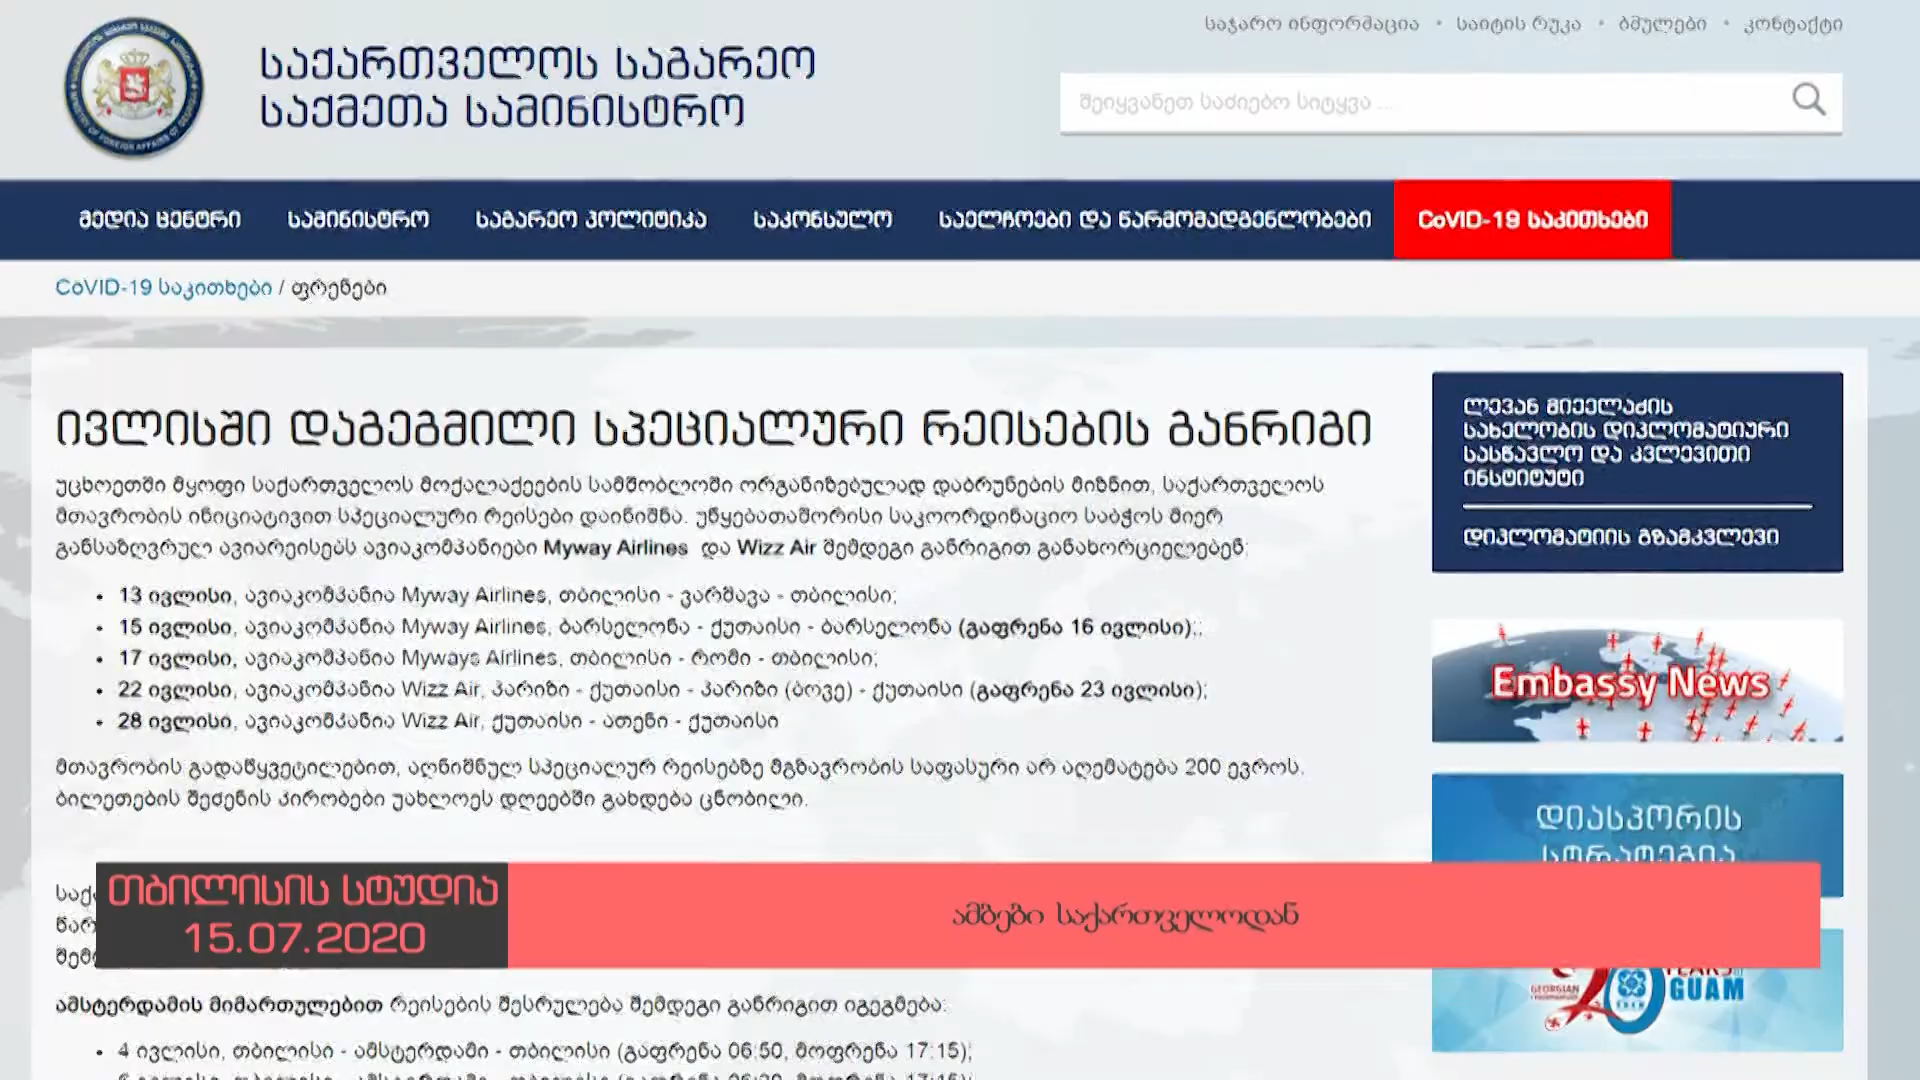 საჯარო ინფორმაცია • საიტის რუკა • ბმულები • კონტაქტი
საქართველოს საგარეო
საქმეთა სამინისტრო
MINISTRY OF FOREIGN AFFAIRS OF GEORGIA
შეიყვანეთ საძიებო სიტყვა ...
მედია ცენტრი სამინისტრო საგარეო პოლიტიკა საკონსულო საელჩოები და წარმომადგენლობები CoVID-19 საკითხები
CoVID-19 საკითხები / ფრენები
ივლისში დაგეგმილი სპეციალური რეისების განრიგი
უცხოეთში მყოფი საქართველოს მოქალაქეების სამშობლოში ორგანიზებულად დაბრუნების მიზნით, საქართველოს
მთავრობის ინიციატივით სპეციალური რეისები დაინიშნა. უწყებათაშორისი საკოორდინაციო საბჭოს მიერ
განსაზღვრულ ავიარეისებს ავიაკომპანიები Myway Airlines და Wizz Air შემდეგი განრიგით განახორციელებენ:
• 13 ივლისი, ავიაკომპანია Myway Airlines, თბილისი - ვარშავა - თბილისი;
• 15 ივლისი, ავიაკომპანია Myway Airlines, ბარსელონა - ქუთაისი - ბარსელონა (გაფრენა 16 ივლისი);;
• 17 ივლისი, ავიაკომპანია Myways Airlines, თბილისი - რომი - თბილისი;
• 22 ივლისი, ავიაკომპანია Wizz Air, პარიზი - ქუთაისი - პარიზი (ბოვე) - ქუთაისი (გაფრენა 23 ივლისი);
• 28 ივლისი, ავიაკომპანია Wizz Air, ქუთაისი - ათენი - ქუთაისი
მთავრობის გადაწყვეტილებით, აღნიშნულ სპეციალურ რეისებზე მგზავრობის საფასური არ აღემატება 200 ევროს.
ბილეთების შეძენის პირობები უახლოეს დღეებში გახდება ცნობილი.
ამსტერდამის მიმართულებით რეისების შესრულება შემდეგი განრიგით იგეგმება:
• 4 ივლისი, თბილისი - ამსტერდამი - თბილისი (გაფრენა 06:50, მოფრენა 17:15);
ლევან მიქელაძის
სახელობის დიპლომატიური
სასწავლო და კვლევითი
ინსტიტუტი
დიპლომატიის გზამკვლევი
Embassy News
დიასპორის
სტრატეგია
GEORGIAN
GUAM
თბილისის სტუდია
15.07.2020
ამბები საქართველოდან